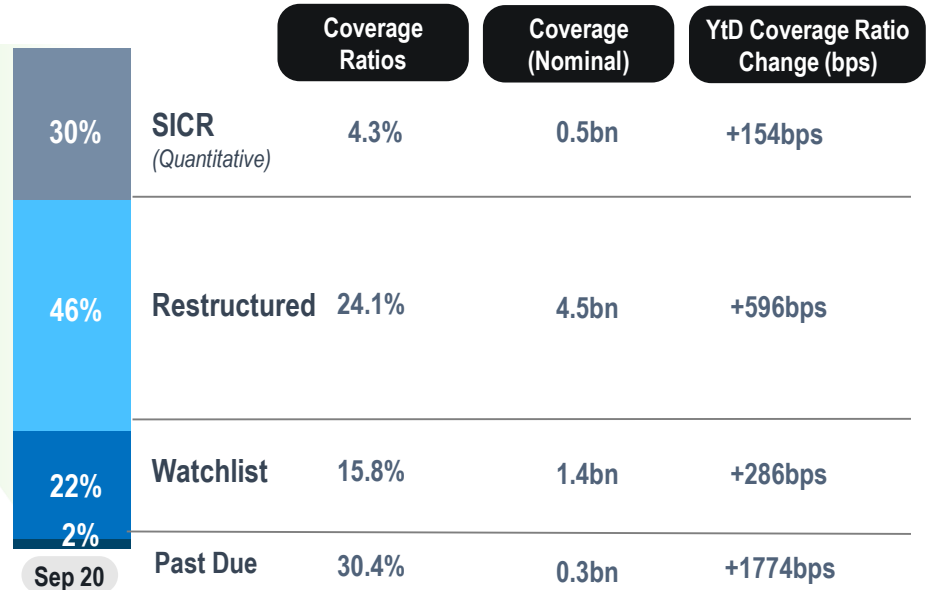 Coverage
Ratios
Coverage
(Nominal)
YtD Coverage Ratio
Change (bps)
30%
SICR
(Quantitative)
4.3%
0.5bn
+154bps
46%
Restructured
24.1%
4.5bn
+596bps
22%
Watchlist
15.8%
1.4bn
+286bps
2%
Past Due
30.4%
0.3bn
+1774bps
Sep 20